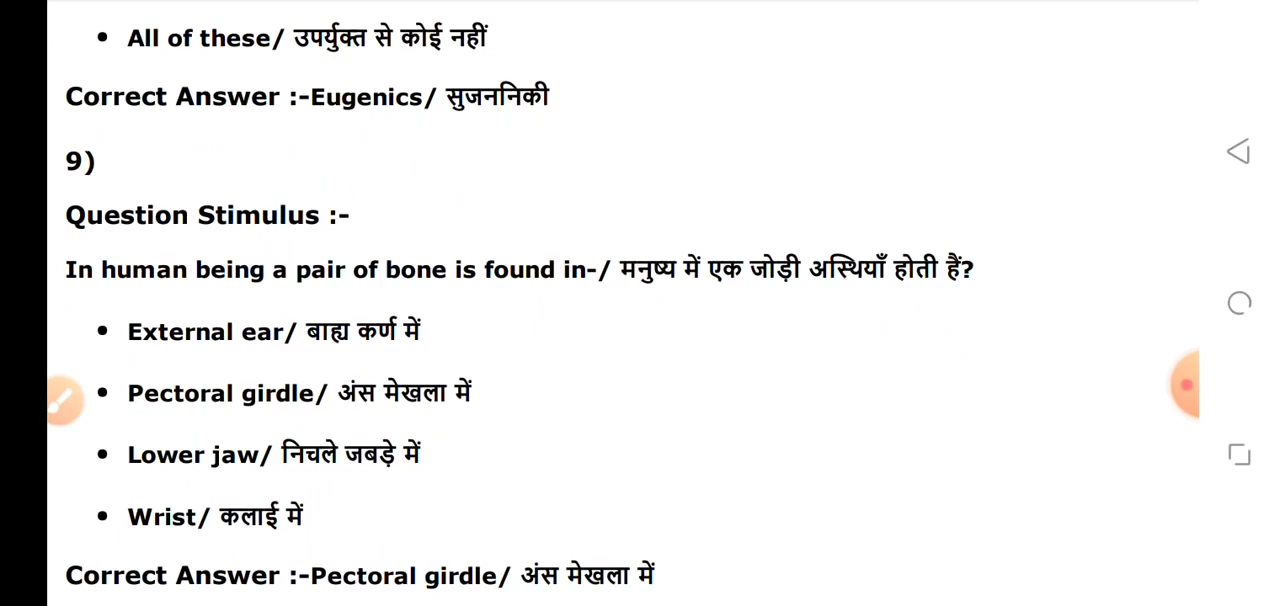 • All of these/ उपर्युक्त से कोई नहीं
Correct Answer :-Eugenics/ सुजननिकी
9)
Question Stimulus :-
In human being a pair of bone is found in-/ मनुष्य में एक जोड़ी अस्थियाँ होती हैं?
• External ear/ बाह्य कर्ण में
• Pectoral girdle/ अंस मेखला में
• Lower jaw/ निचले जबड़े में
• Wrist/ कलाई में
Correct Answer :-Pectoral girdle/ अंस मेखला में